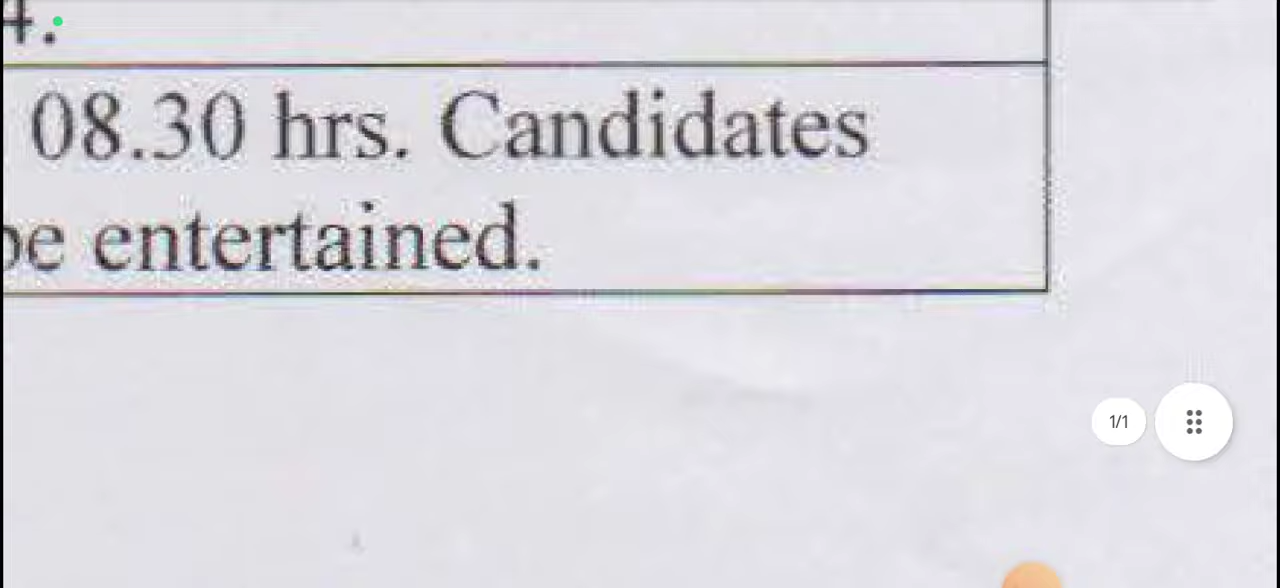 4.
08.30 hrs. Candidates
be entertained.
1/1